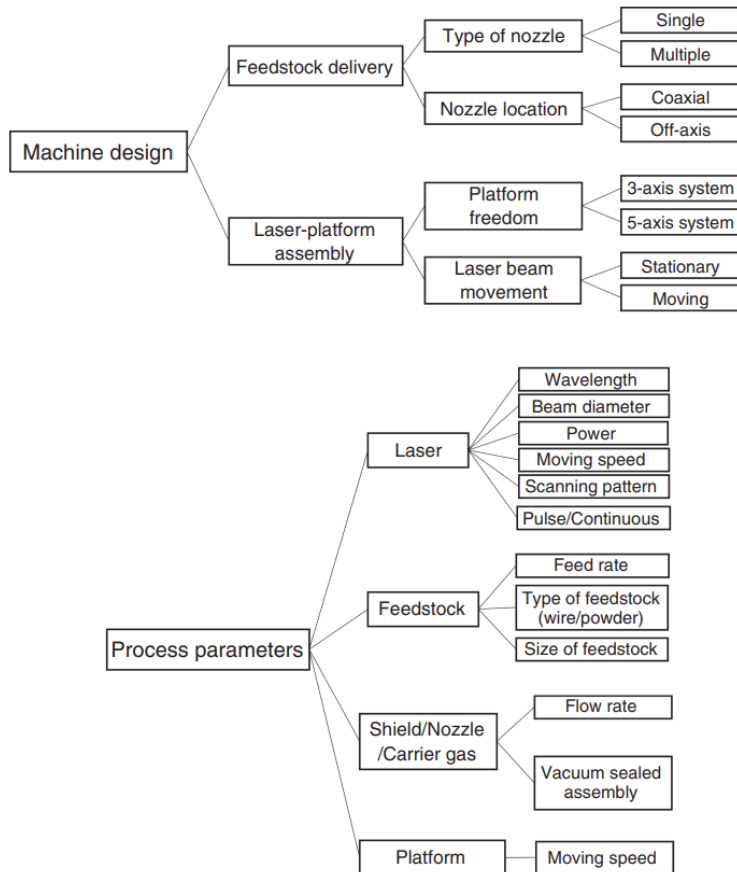 Single
Type of nozzle
Multiple
Feedstock delivery
Coaxial
Nozzle location
Off-axis
Machine design
3-axis system
Platform
freedom
5-axis system
Laser-platform
assembly
Stationary
Laser beam
movement
Moving
Wavelength
Beam diameter
Power
Laser
Moving speed
Scanning pattern
Pulse/Continuous
Feed rate
Feedstock
Type of feedstock
(wire/powder)
Size of feedstock
Process parameters
Flow rate
Shield/Nozzle
/Carrier gas
Vacuum sealed
assembly
Platform
Moving speed